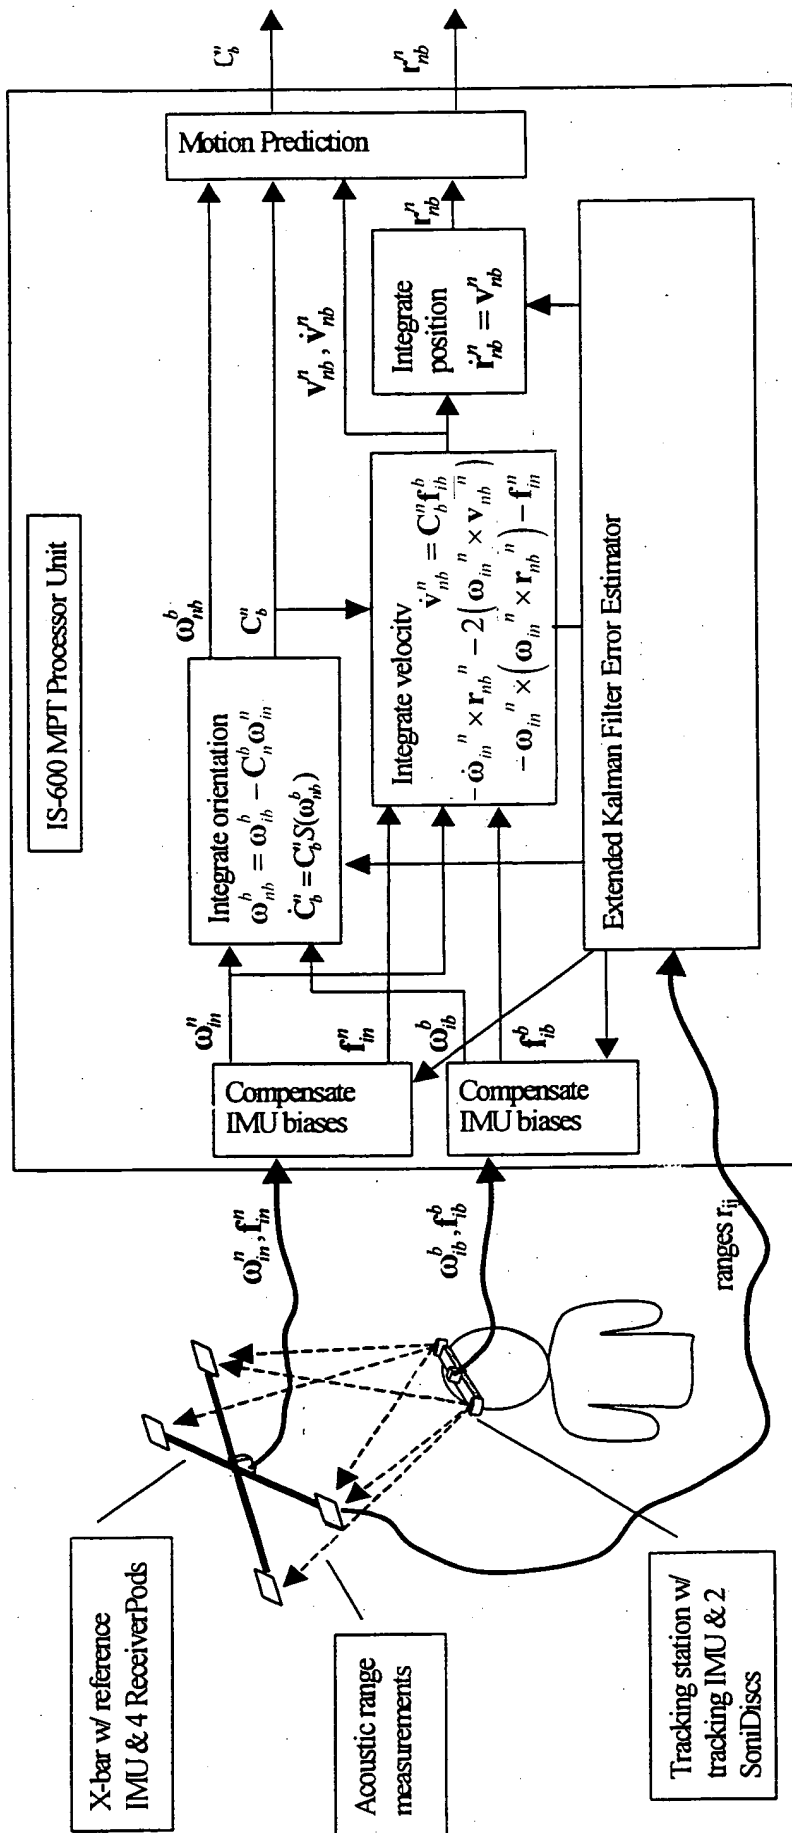 X-bar w/ reference
IMU & 4 ReceiverPods
Acoustic range
measurements
Tracking station w/
tracking IMU & 2
SoniDiscs
ω_in^n, f_in^n
ω_ib^b, f_ib^b
ranges r_ij
IS-600 MPT Processor Unit
Compensate
IMU biases
Compensate
IMU biases
ω_in^n
f_in^n
ω_ib^b
f_ib^b
Integrate orientation
ω_nb^b = ω_ib^b − C_n^b ω_in^n
Ċ_b^n = C_b^n S(ω_nb^b)
ω_nb^b
C_b^n
Integrate velocity
v̇_nb^n = C_b^n f_ib^b
−ω̇_in^n × r_nb^n − 2(ω_in^n × v_nb^n)
−ω_in^n × (ω_in^n × r_nb^n) − f_in^n
v_nb^n, v̇_nb^n
Integrate
position
ṙ_nb^n = v_nb^n
r_nb^n
Extended Kalman Filter Error Estimator
Motion Prediction
C_b^n
r_nb^n